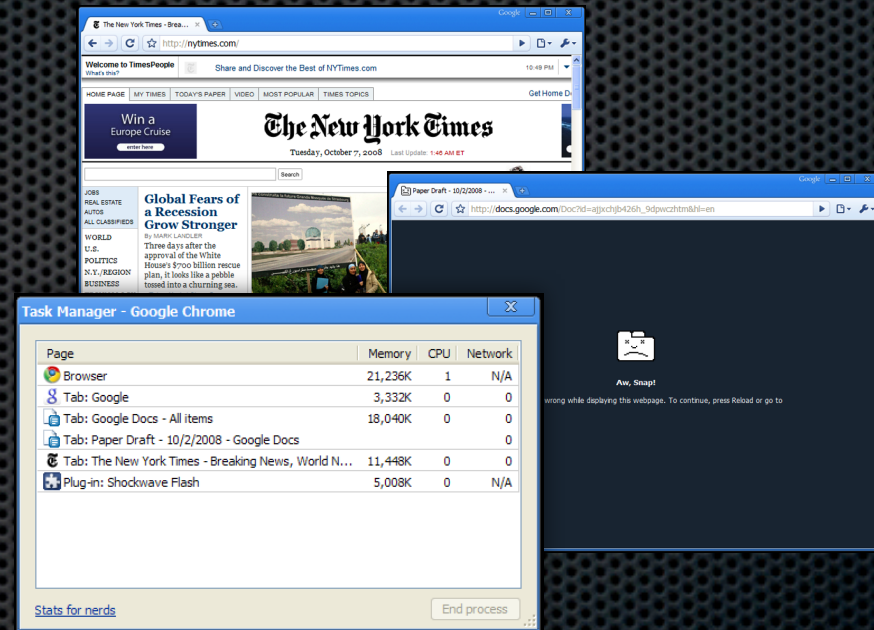 Google
The New York Times - Brea...
http://nytimes.com/
Welcome to TimesPeople
What's this?
Share and Discover the Best of NYTimes.com
10:49 PM
HOME PAGE
MY TIMES
TODAY'S PAPER
VIDEO
MOST POPULAR
TIMES TOPICS
Get Home De
Win a
Europe Cruise
enter here
The New York Times
Tuesday, October 7, 2008 Last Update: 1:46 AM ET
Search
JOBS
REAL ESTATE
AUTOS
ALL CLASSIFIEDS
WORLD
U.S.
POLITICS
N.Y./REGION
BUSINESS
Global Fears of
a Recession
Grow Stronger
By MARK LANDLER
Three days after the
approval of the White
House's $700 billion rescue
plan, it looks like a pebble
tossed into a churning sea.
Google
Paper Draft - 10/2/2008 - ...
http://docs.google.com/Doc?id=ajjxchjb426h_9dpwczhtm&hl=en
Aw, Snap!
wrong while displaying this webpage. To continue, press Reload or go to
Task Manager - Google Chrome
Page Memory CPU Network
Browser 21,236K 1 N/A
Tab: Google 3,332K 0 0
Tab: Google Docs - All items 18,040K 0 0
Tab: Paper Draft - 10/2/2008 - Google Docs 0
Tab: The New York Times - Breaking News, World N... 11,448K 0 0
Plug-in: Shockwave Flash 5,008K 0 N/A
Stats for nerds
End process